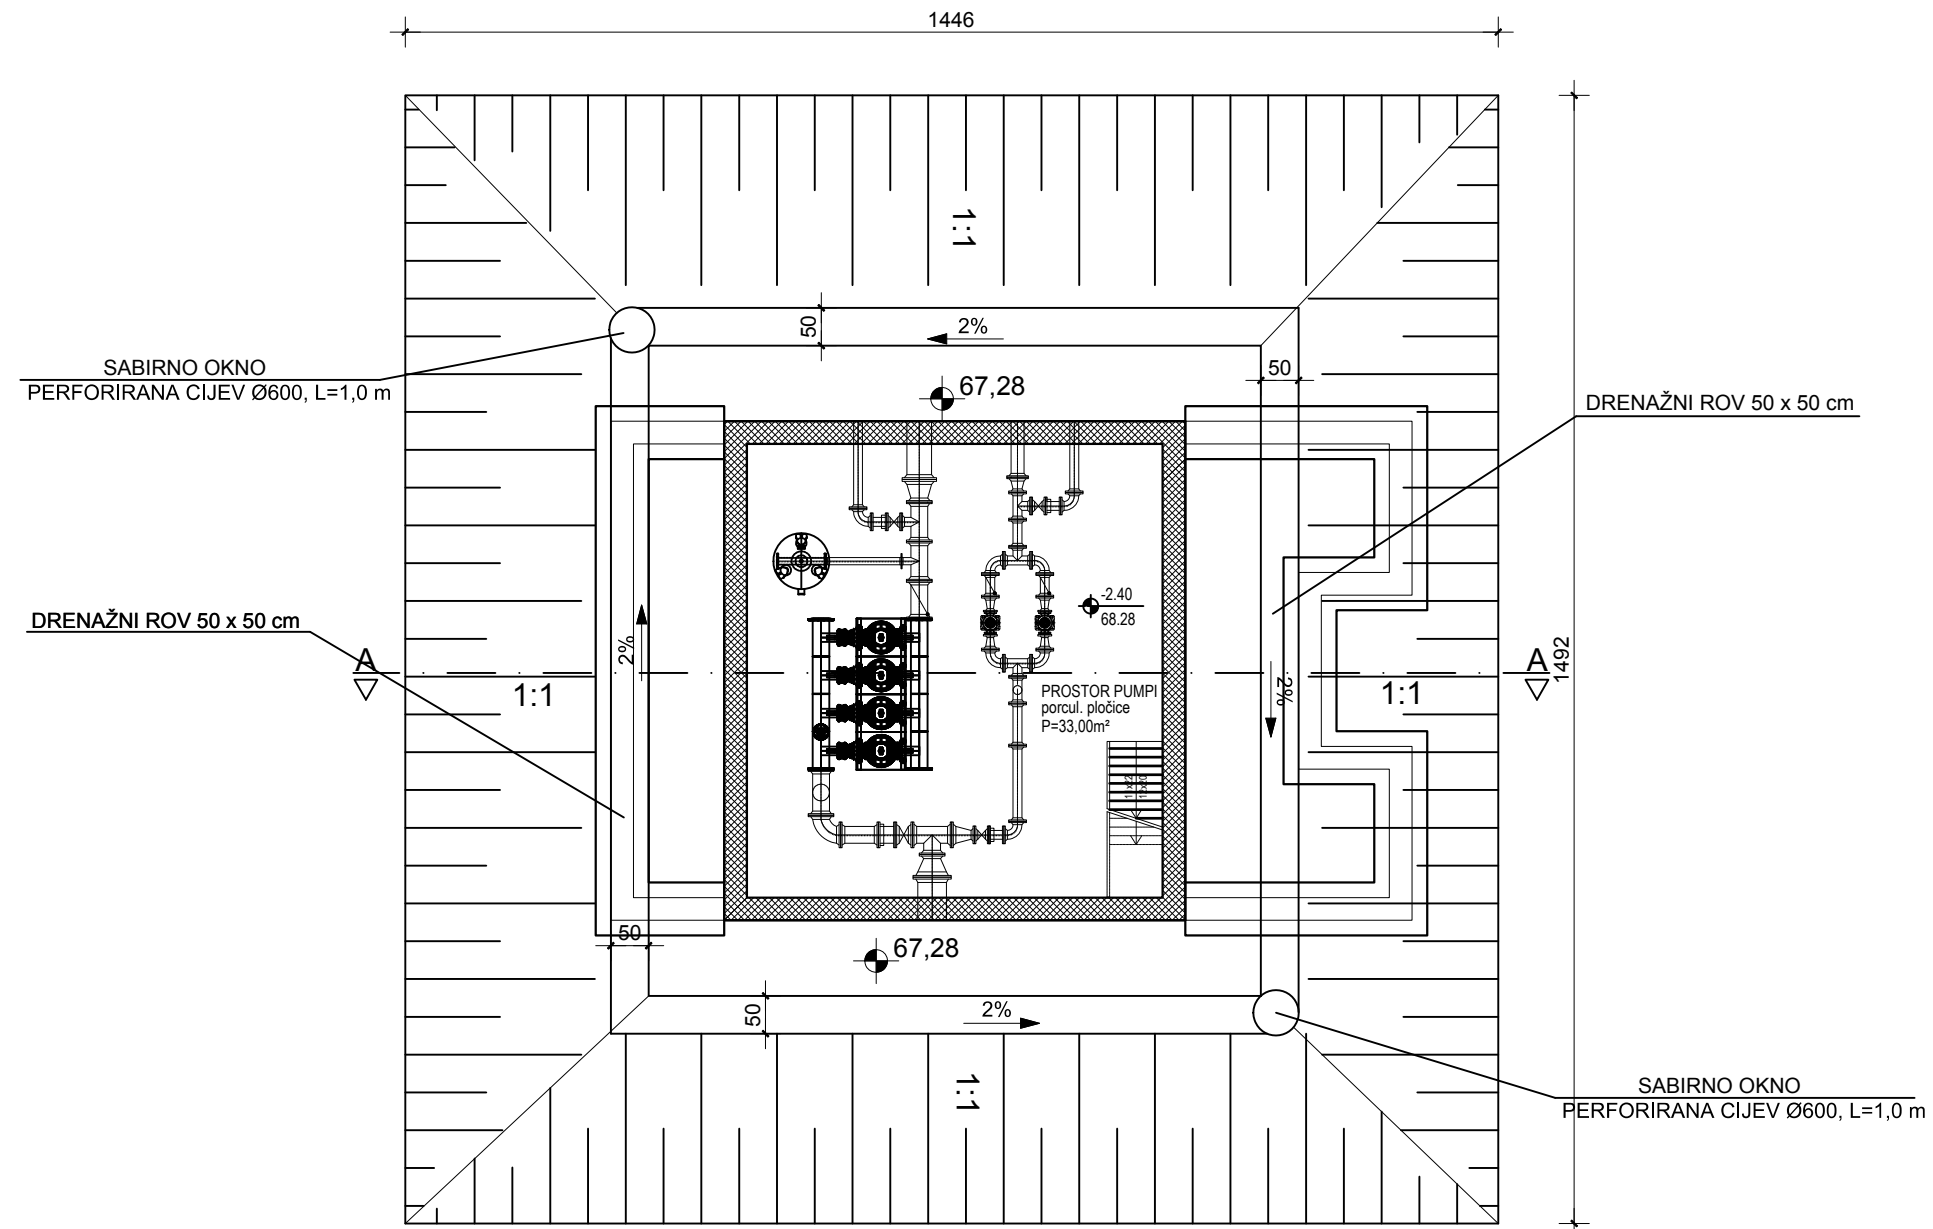 1446
1:1
50
2%
SABIRNO OKNO
PERFORIRANA CIJEV Ø600, L=1,0 m
67,28
50
DRENAŽNI ROV 50 x 50 cm
-2.40
68.28
DRENAŽNI ROV 50 x 50 cm
2%
A
A
1492
1:1
PROSTOR PUMPI
porcul. pločice
P=33,00m²
2%
1:1
50
67,28
50
2%
1:1
SABIRNO OKNO
PERFORIRANA CIJEV Ø600, L=1,0 m